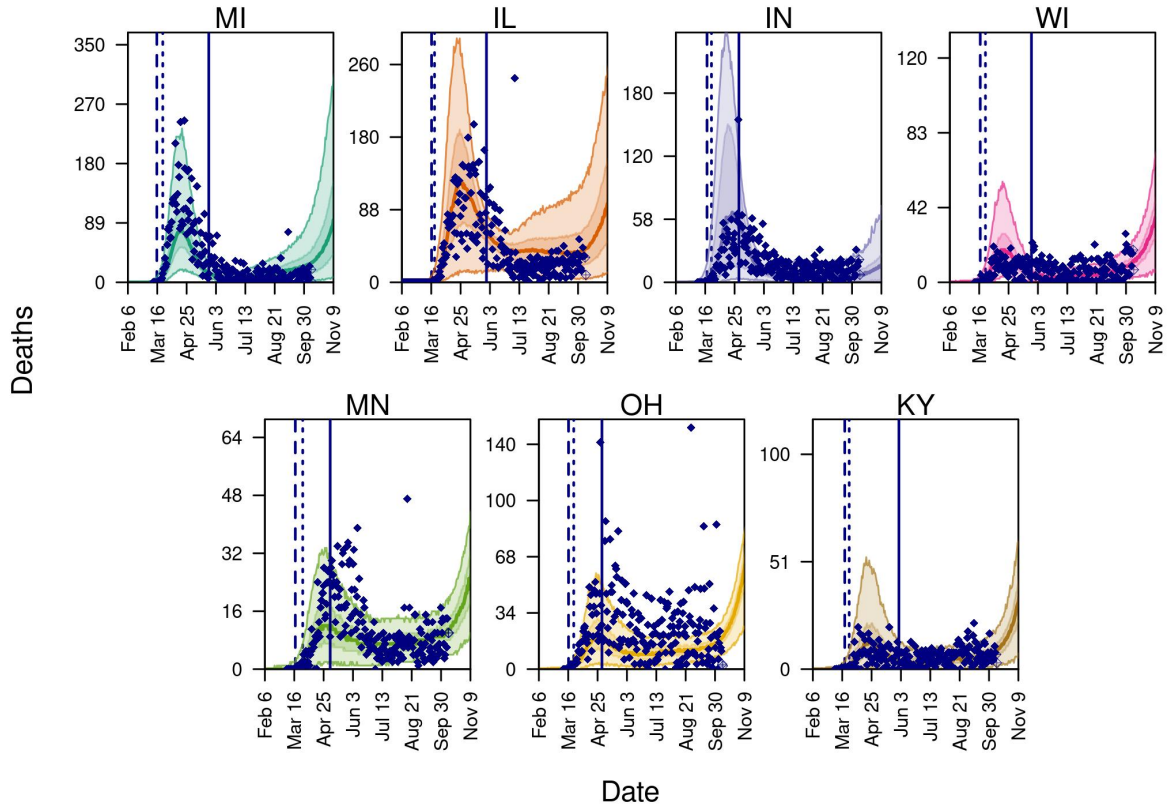 MI IL IN WI
350 270 180 89 0
260 180 88 0
180 120 58 0
120 83 42 0
Feb 6 Mar 16 Apr 25 Jun 3 Jul 13 Aug 21 Sep 30 Nov 9
Feb 6 Mar 16 Apr 25 Jun 3 Jul 13 Aug 21 Sep 30 Nov 9
Feb 6 Mar 16 Apr 25 Jun 3 Jul 13 Aug 21 Sep 30 Nov 9
Feb 6 Mar 16 Apr 25 Jun 3 Jul 13 Aug 21 Sep 30 Nov 9
Deaths
MN OH KY
64 48 32 16 0
140 100 68 34 0
100 51 0
Feb 6 Mar 16 Apr 25 Jun 3 Jul 13 Aug 21 Sep 30 Nov 9
Feb 6 Mar 16 Apr 25 Jun 3 Jul 13 Aug 21 Sep 30 Nov 9
Feb 6 Mar 16 Apr 25 Jun 3 Jul 13 Aug 21 Sep 30 Nov 9
Date